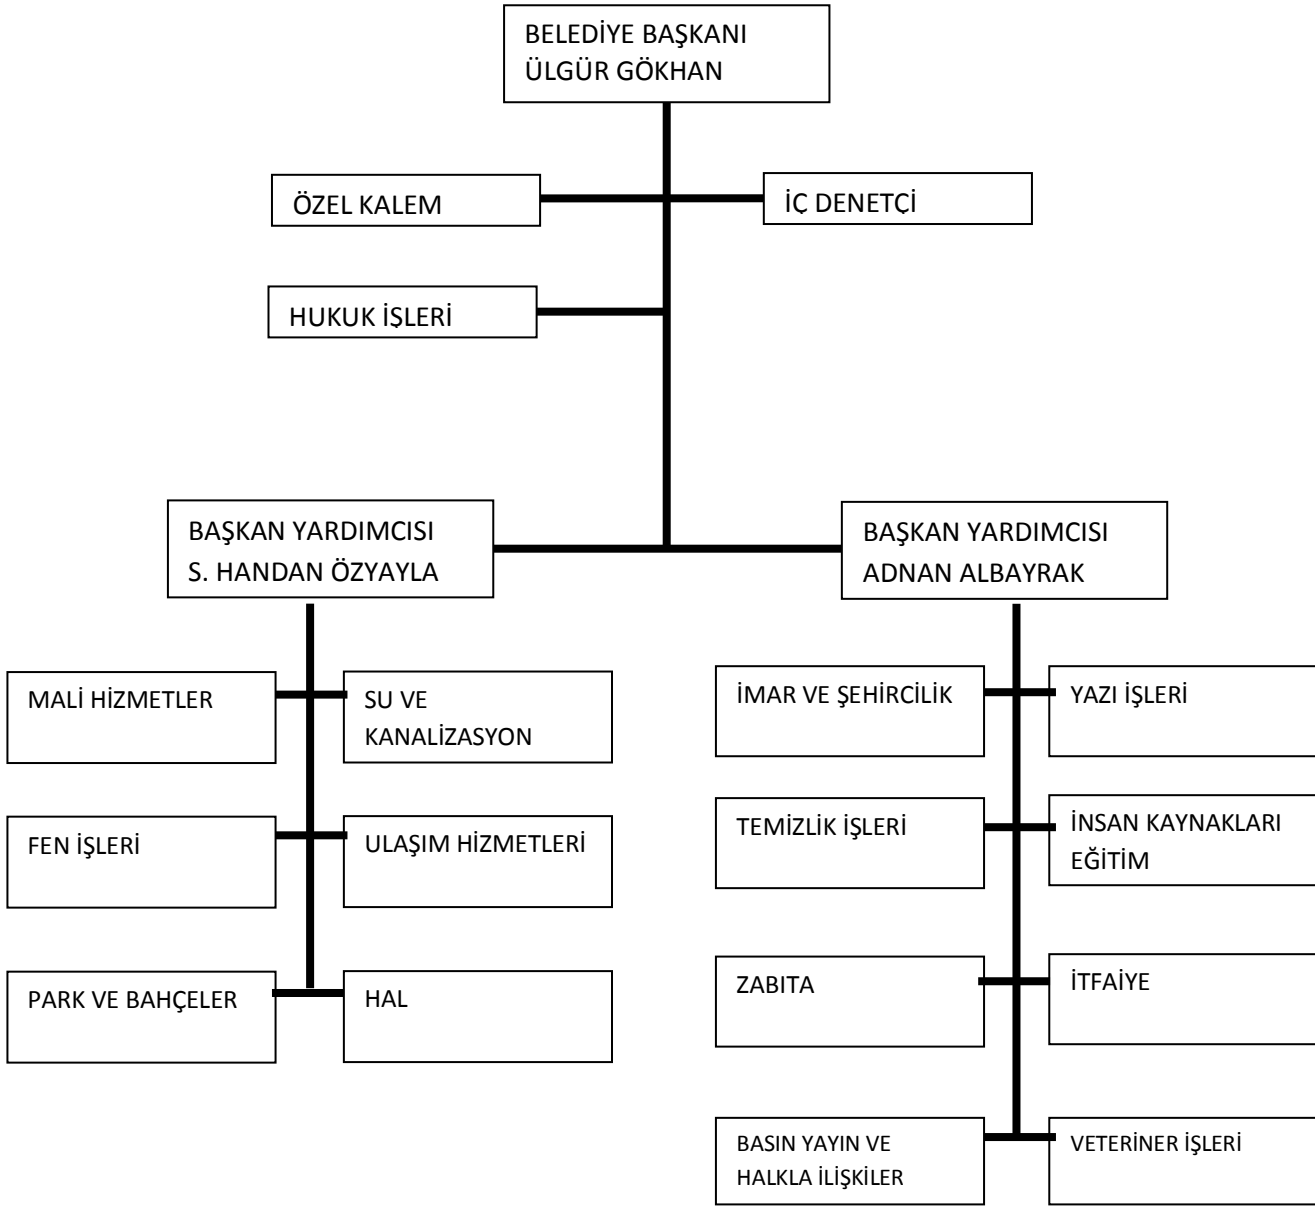 BELEDİYE BAŞKANI
ÜLGÜR GÖKHAN
ÖZEL KALEM
İÇ DENETÇİ
HUKUK İŞLERİ
BAŞKAN YARDIMCISI
S. HANDAN ÖZYAYLA
BAŞKAN YARDIMCISI
ADNAN ALBAYRAK
MALİ HİZMETLER
SU VE
KANALİZASYON
FEN İŞLERİ
ULAŞIM HİZMETLERİ
PARK VE BAHÇELER
HAL
İMAR VE ŞEHİRCİLİK
YAZI İŞLERİ
TEMİZLİK İŞLERİ
İNSAN KAYNAKLARI
EĞİTİM
ZABITA
İTFAİYE
BASIN YAYIN VE
HALKLA İLİŞKİLER
VETERİNER İŞLERİ